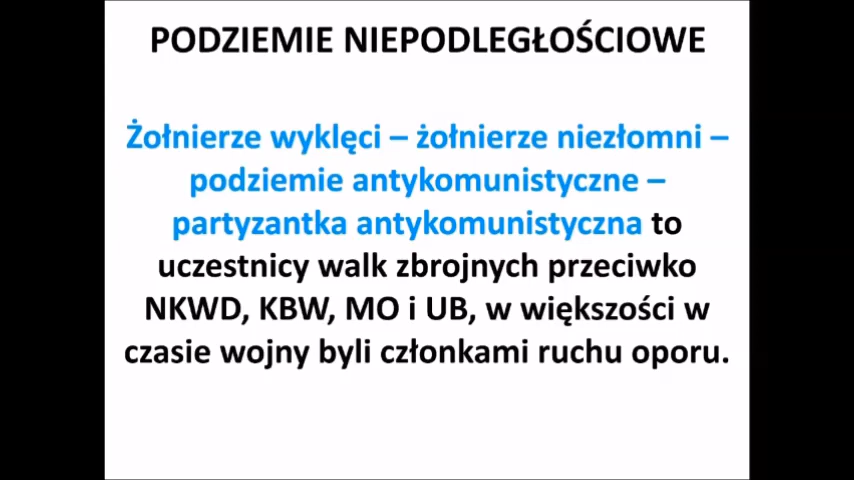 PODZIEMIE NIEPODLEGŁOŚCIOWE
Żołnierze wyklęci – żołnierze niezłomni –
podziemie antykomunistyczne –
partyzantka antykomunistyczna to
uczestnicy walk zbrojnych przeciwko
NKWD, KBW, MO i UB, w większości w
czasie wojny byli członkami ruchu oporu.